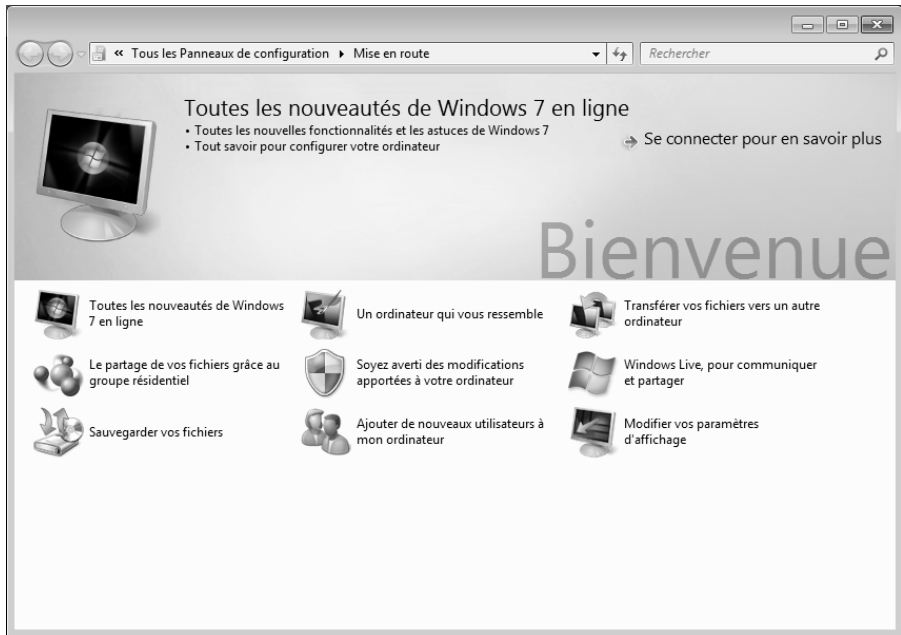 « Tous les Panneaux de configuration ▸ Mise en route
Rechercher
Toutes les nouveautés de Windows 7 en ligne
• Toutes les nouvelles fonctionnalités et les astuces de Windows 7
• Tout savoir pour configurer votre ordinateur
Se connecter pour en savoir plus
Bienvenue
Toutes les nouveautés de Windows
7 en ligne
Un ordinateur qui vous ressemble
Transférer vos fichiers vers un autre
ordinateur
Le partage de vos fichiers grâce au
groupe résidentiel
Soyez averti des modifications
apportées à votre ordinateur
Windows Live, pour communiquer
et partager
Sauvegarder vos fichiers
Ajouter de nouveaux utilisateurs à
mon ordinateur
Modifier vos paramètres
d'affichage